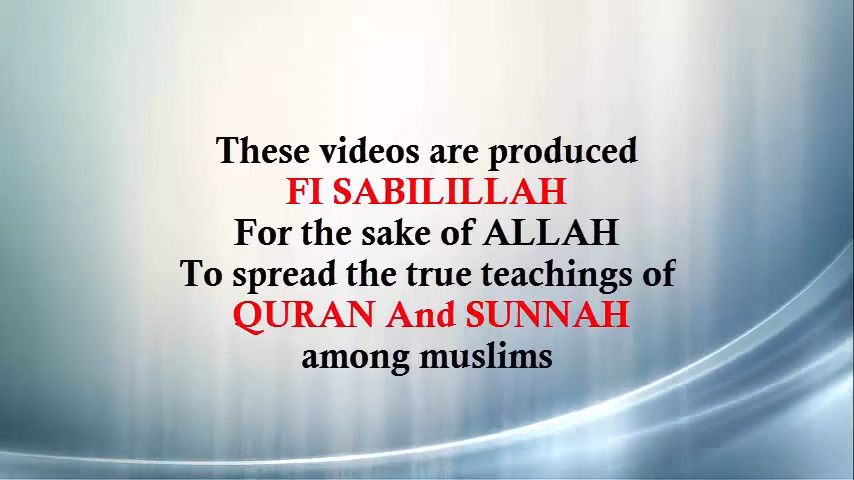 These videos are produced
FI SABILILLAH
For the sake of ALLAH
To spread the true teachings of
QURAN And SUNNAH
among muslims